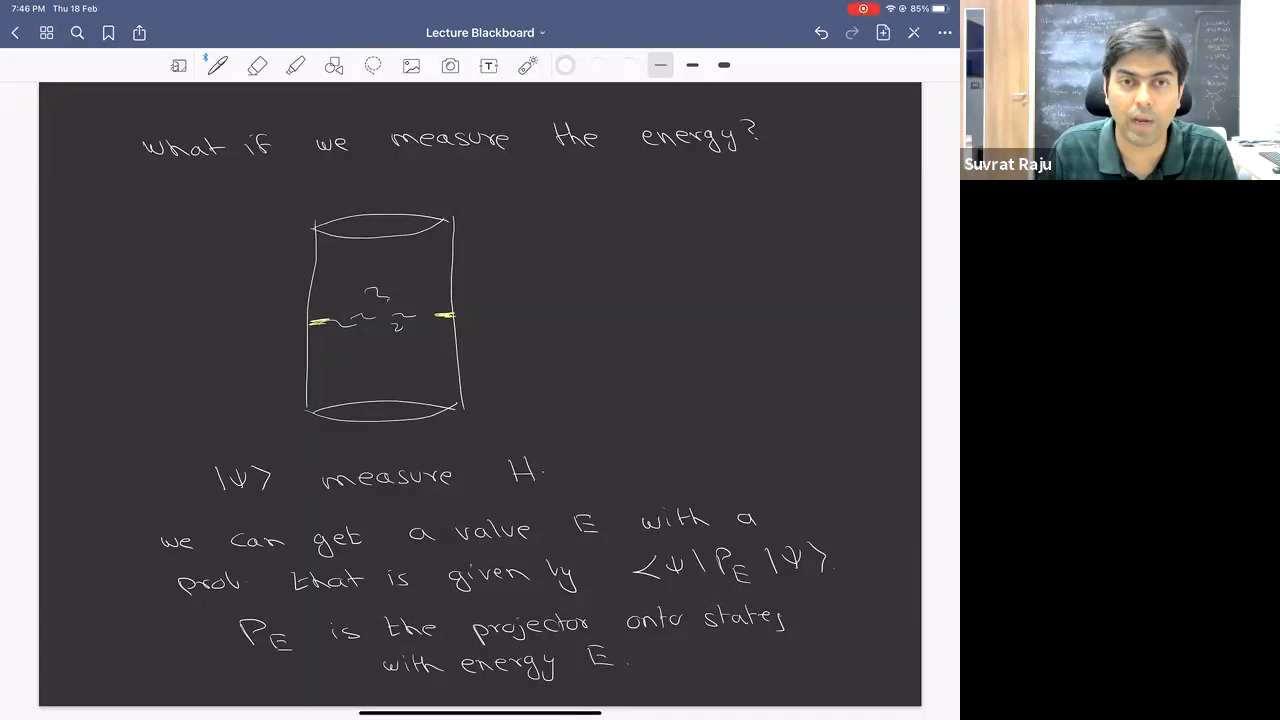 7:46 PM Thu 18 Feb
85%
Lecture Blackboard
T
Suvrat Raju
What if we measure the energy?
|ψ> measure H.
we can get a value E with a
prob. that is given by <ψ|P_E|ψ>.
P_E is the projector onto states
with energy E.